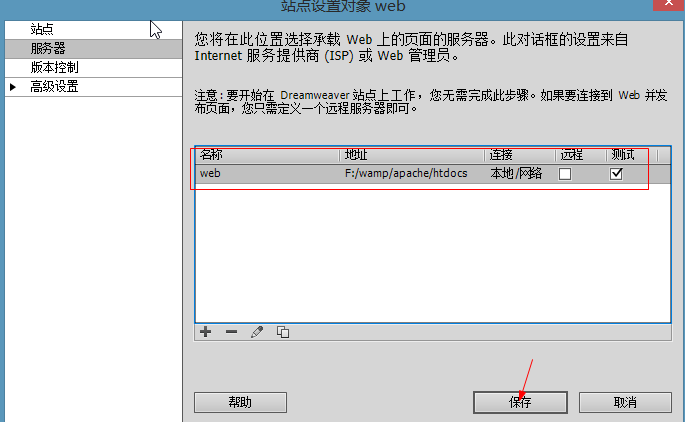 站点设置对象 web
站点
服务器
版本控制
高级设置
您将在此位置选择承载 Web 上的页面的服务器。此对话框的设置来自
Internet 服务提供商 (ISP) 或 Web 管理员。
注意:要开始在 Dreamweaver 站点上工作，您无需完成此步骤。如果要连接到 Web 并发
布页面，您只需定义一个远程服务器即可。
名称 地址 连接 远程 测试
web F:/wamp/apache/htdocs 本地/网络
帮助 保存 取消